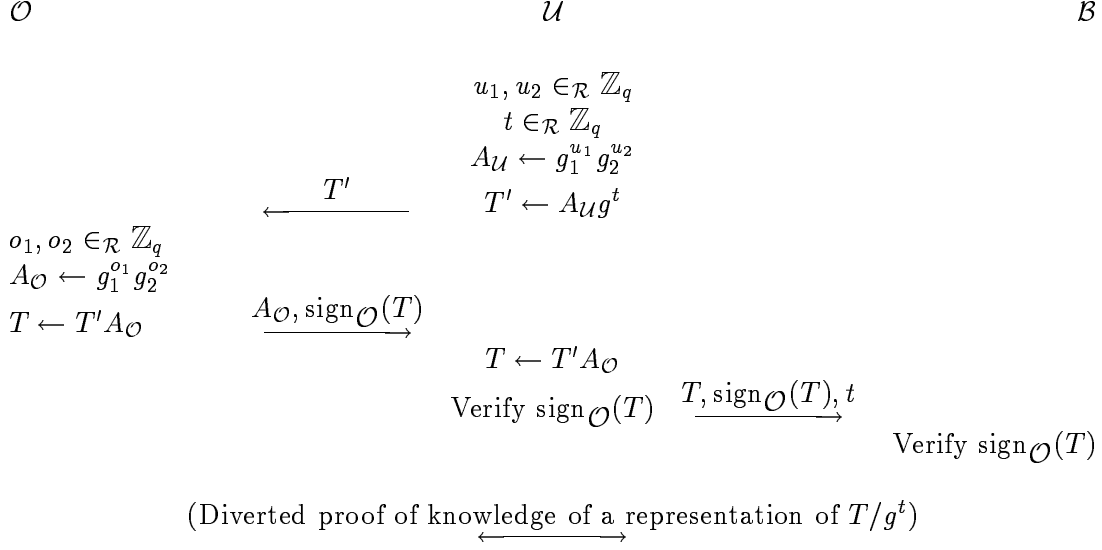 𝒪 𝒰 ℬ
u₁, u₂ ∈_ℛ ℤ_q
t ∈_ℛ ℤ_q
A_𝒰 ← g₁^{u₁} g₂^{u₂}
T′ T′ ← A_𝒰 g^t
o₁, o₂ ∈_ℛ ℤ_q
A_𝒪 ← g₁^{o₁} g₂^{o₂}
T ← T′A_𝒪 A_𝒪, sign_𝒪(T)
T ← T′A_𝒪
Verify sign_𝒪(T) T, sign_𝒪(T), t
Verify sign_𝒪(T)
(Diverted proof of knowledge of a representation of T/g^t)